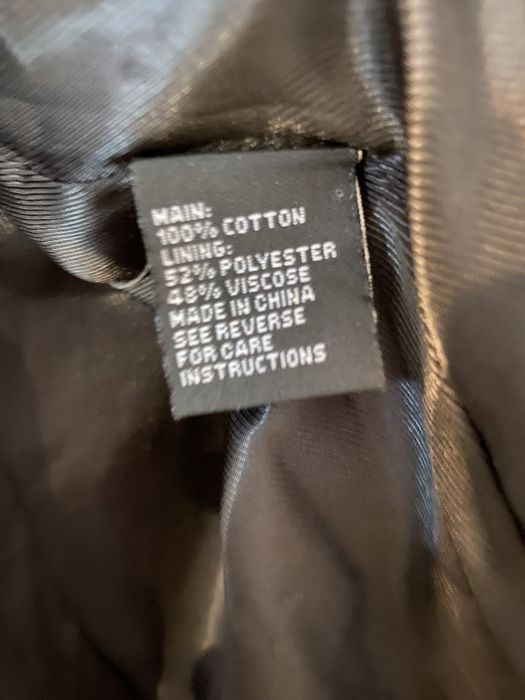 MAIN:
100% COTTON
LINING:
52% POLYESTER
48% VISCOSE
MADE IN CHINA
SEE REVERSE
FOR CARE
INSTRUCTIONS